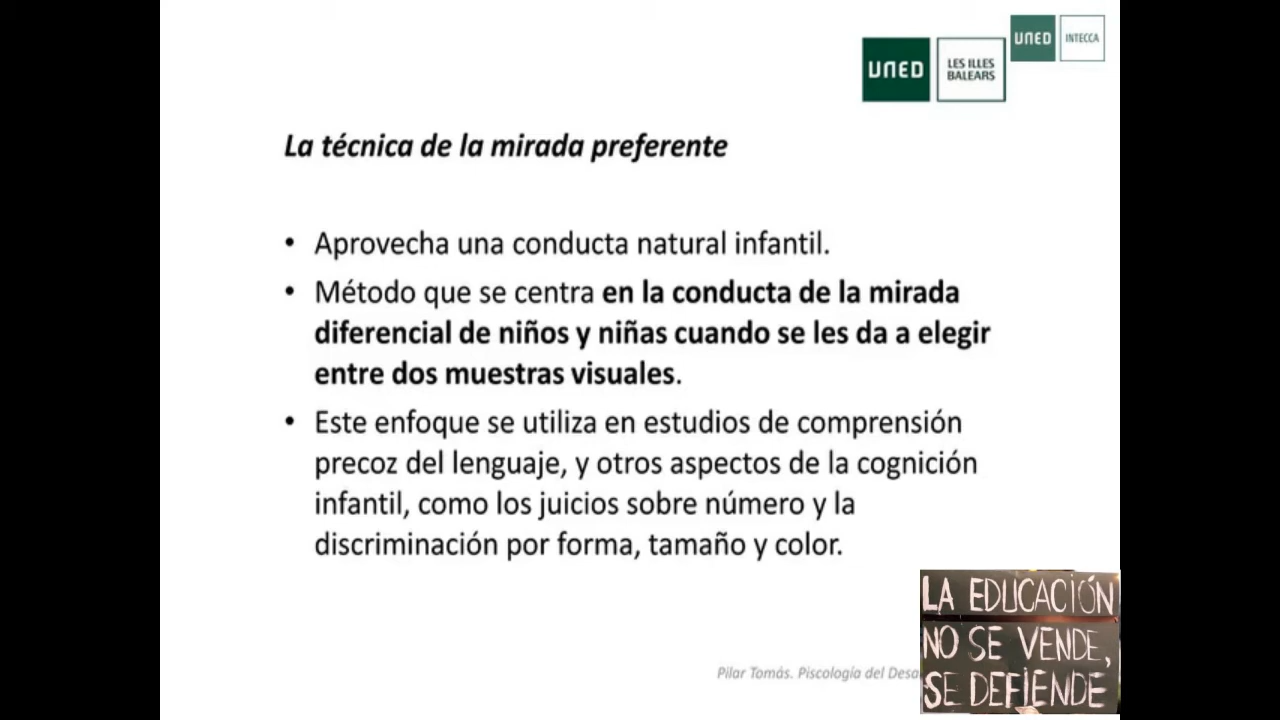 UNED
INTECCA
UNED
LES ILLES
BALEARS
La técnica de la mirada preferente
• Aprovecha una conducta natural infantil.
• Método que se centra en la conducta de la mirada
diferencial de niños y niñas cuando se les da a elegir
entre dos muestras visuales.
• Este enfoque se utiliza en estudios de comprensión
precoz del lenguaje, y otros aspectos de la cognición
infantil, como los juicios sobre número y la
discriminación por forma, tamaño y color.
Pilar Tomás. Piscología del
LA EDUCACIÓN
NO SE VENDE,
SE DEFIENDE